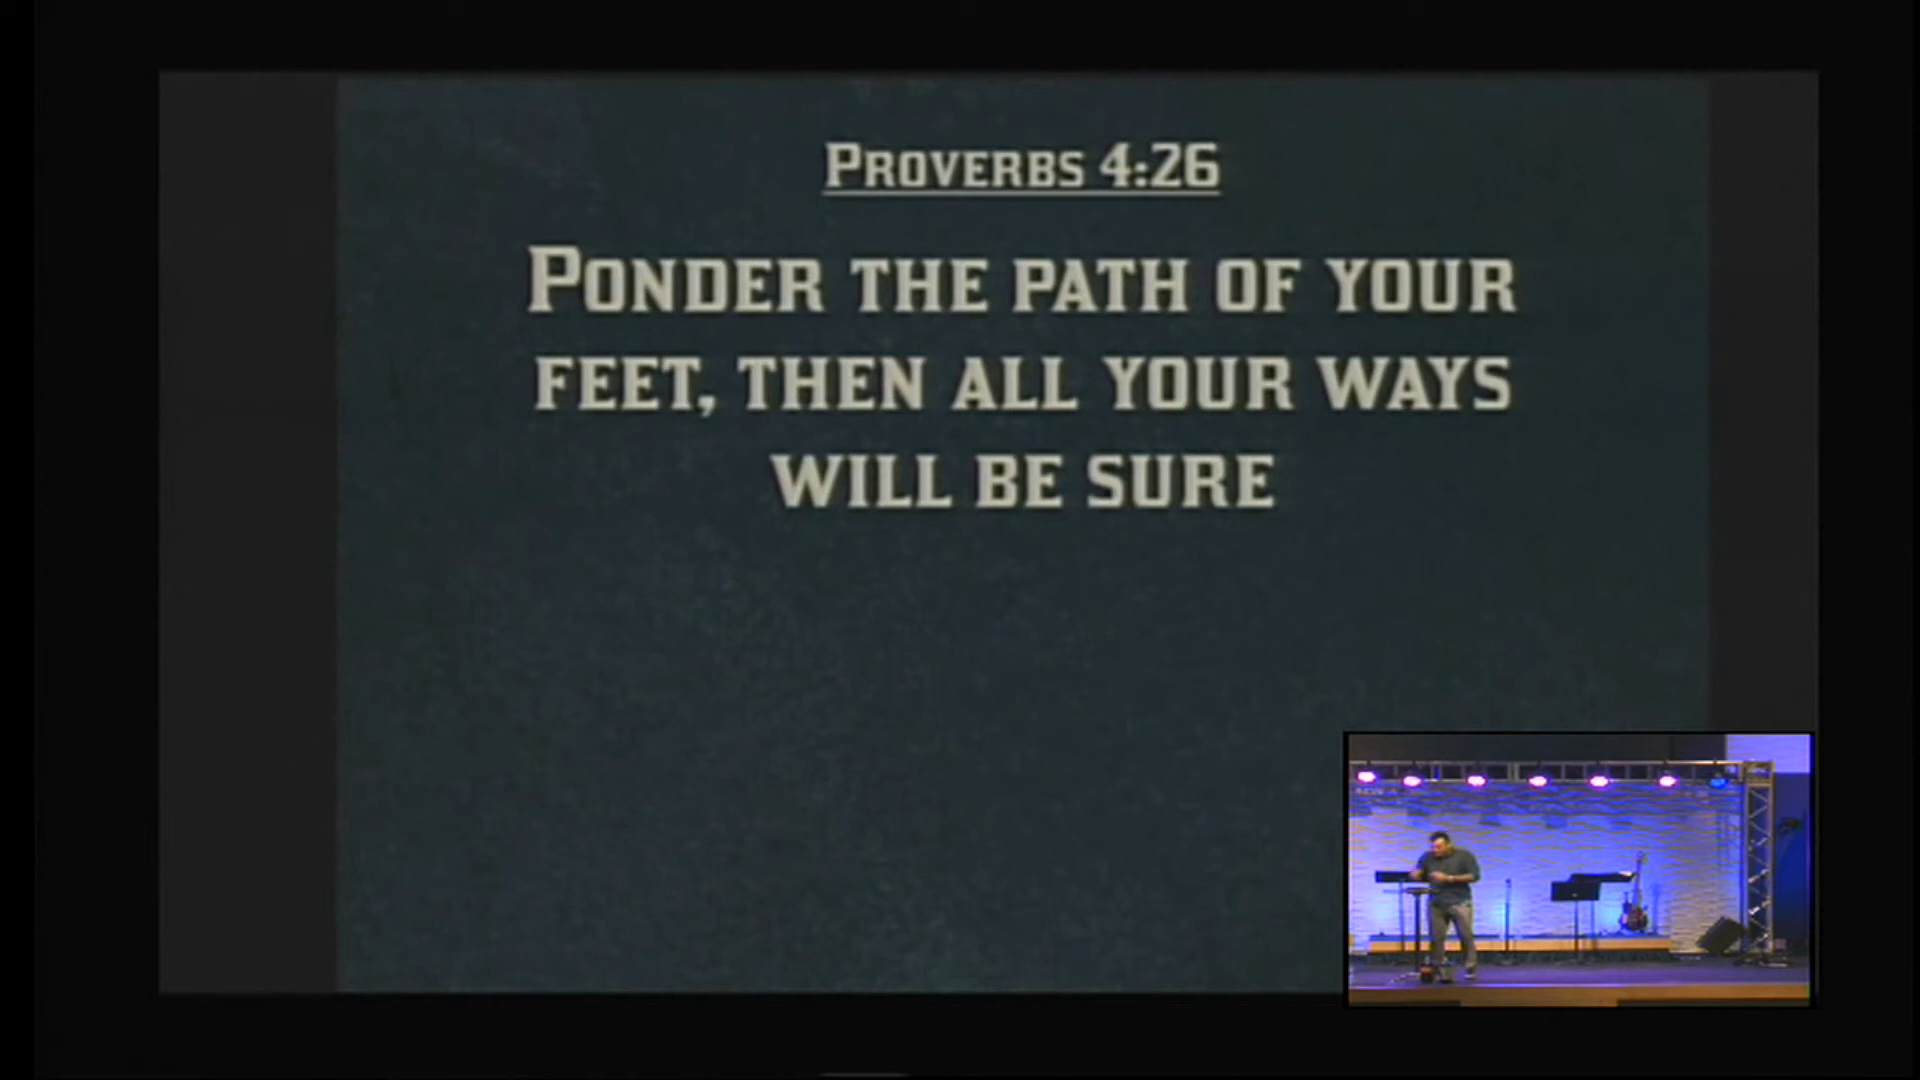 Proverbs 4:26
Ponder the path of your
feet, then all your ways
will be sure